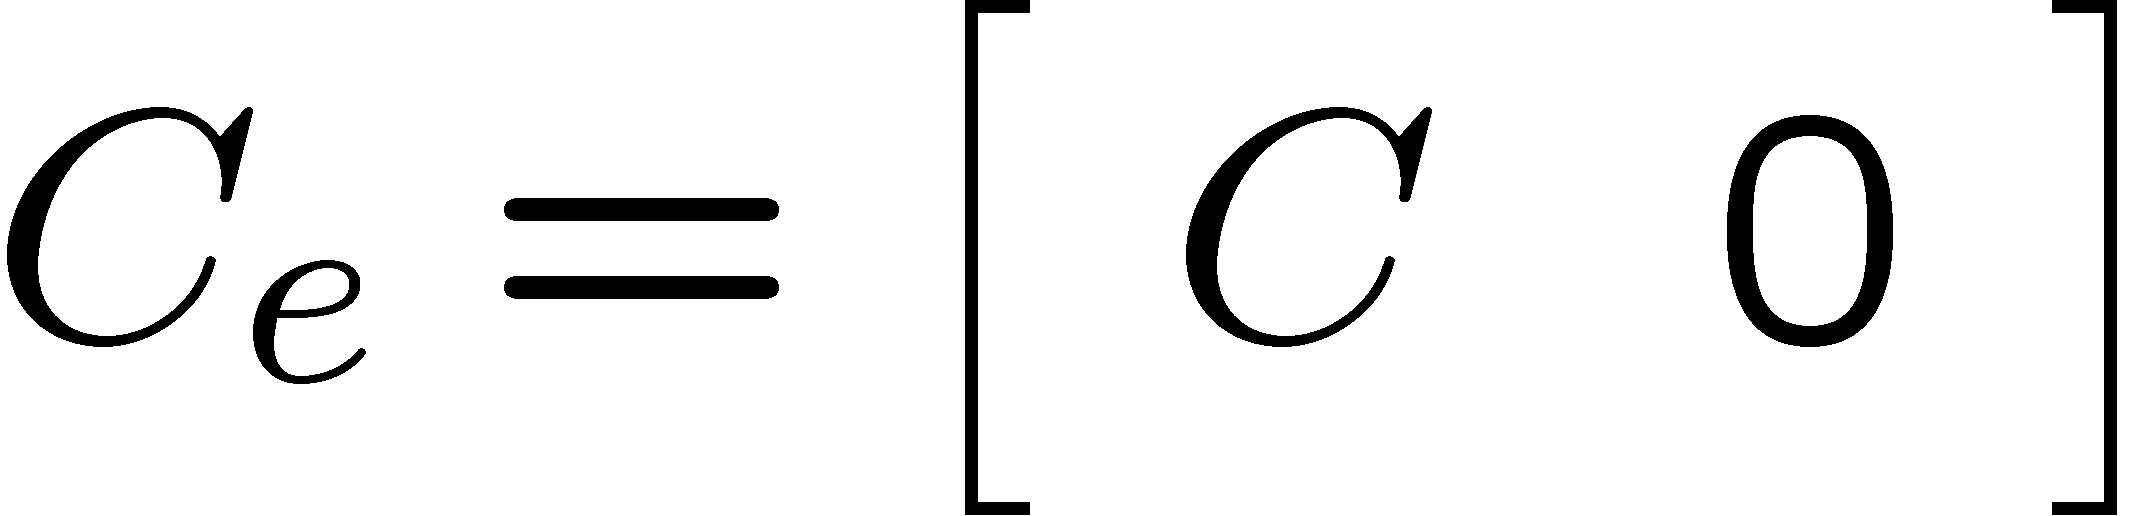 C_e = [ C 0 ]